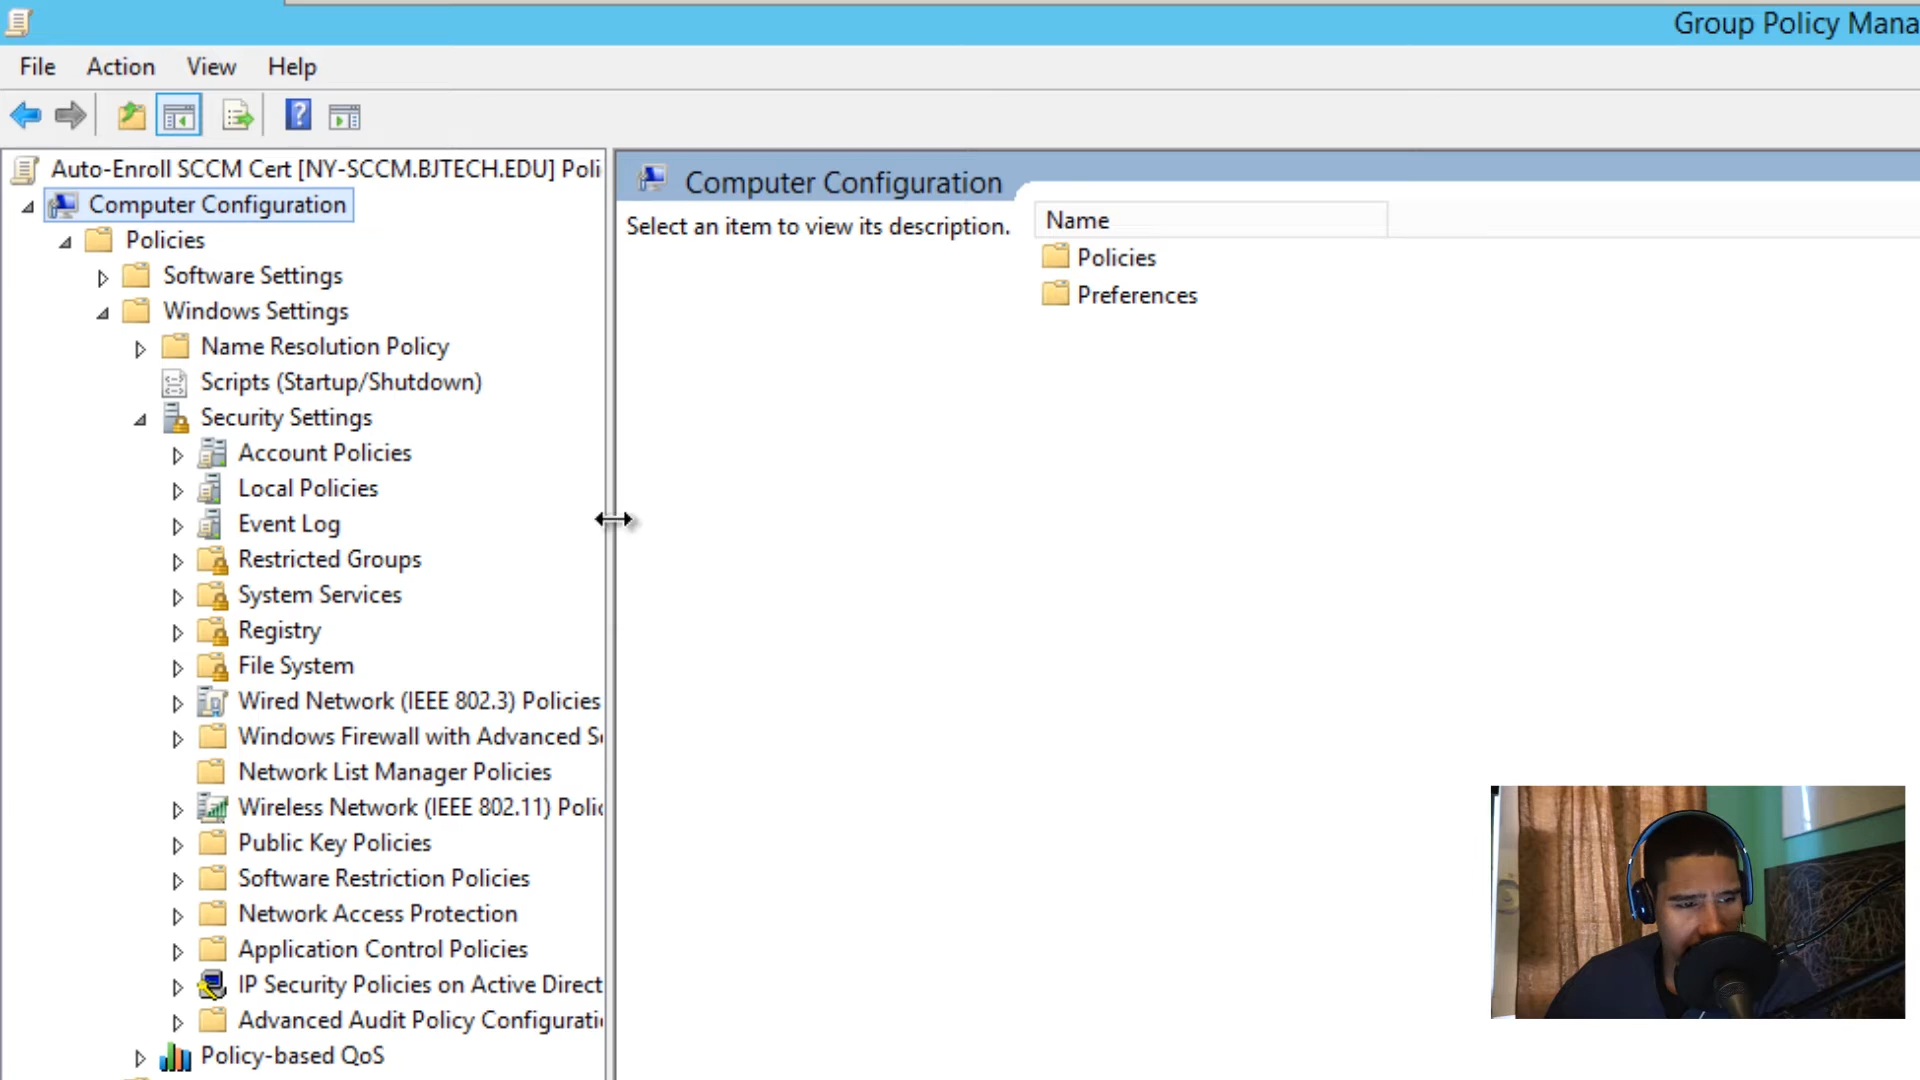 Group Policy Mana
File Action View Help
Auto-Enroll SCCM Cert [NY-SCCM.BJTECH.EDU] Poli
Computer Configuration
Policies
Software Settings
Windows Settings
Name Resolution Policy
Scripts (Startup/Shutdown)
Security Settings
Account Policies
Local Policies
Event Log
Restricted Groups
System Services
Registry
File System
Wired Network (IEEE 802.3) Policies
Windows Firewall with Advanced Se
Network List Manager Policies
Wireless Network (IEEE 802.11) Polic
Public Key Policies
Software Restriction Policies
Network Access Protection
Application Control Policies
IP Security Policies on Active Direct
Advanced Audit Policy Configurati
Policy-based QoS
Computer Configuration
Select an item to view its description.
Name
Policies
Preferences